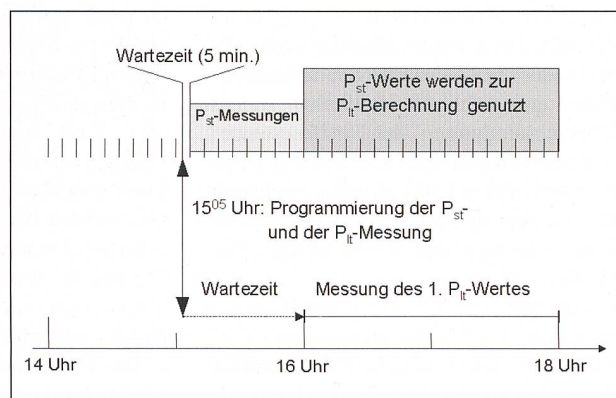 Wartezeit (5 min.)
Pst-Werte werden zur
Plt-Berechnung genutzt
Pst-Messungen
15⁰⁵ Uhr: Programmierung der Pst-
und der Plt-Messung
Wartezeit
Messung des 1. Plt-Wertes
14 Uhr
16 Uhr
18 Uhr